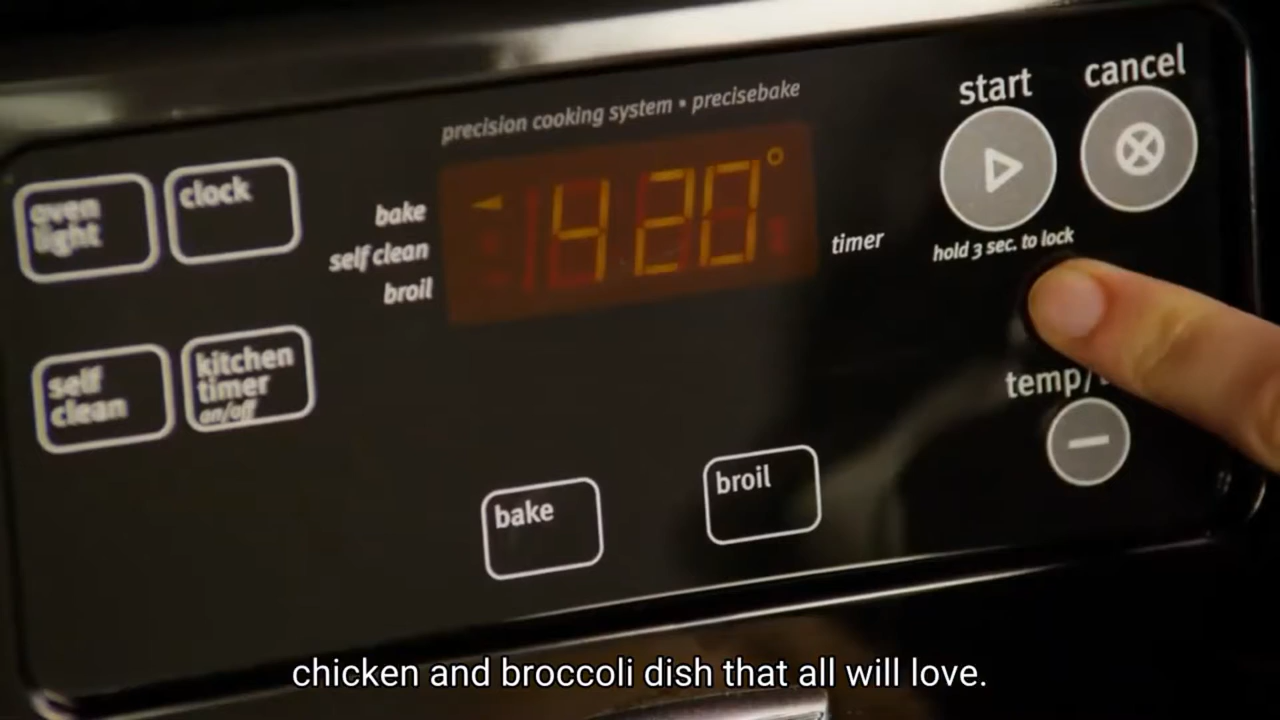 precision cooking system • precisebake
start
cancel
oven
light
clock
bake
self clean
broil
420°
timer
hold 3 sec. to lock
self
clean
kitchen
timer
on/off
temp/
bake
broil
chicken and broccoli dish that all will love.